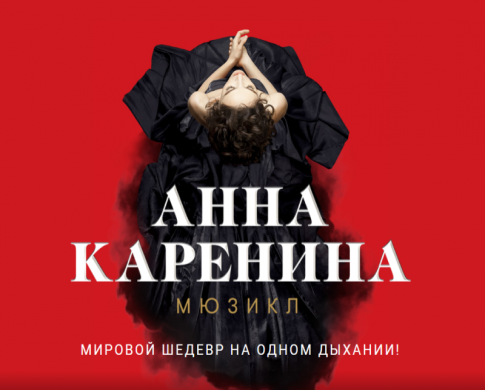 АННА
КАРЕНИНА
МЮЗИКЛ
МИРОВОЙ ШЕДЕВР НА ОДНОМ ДЫХАНИИ!